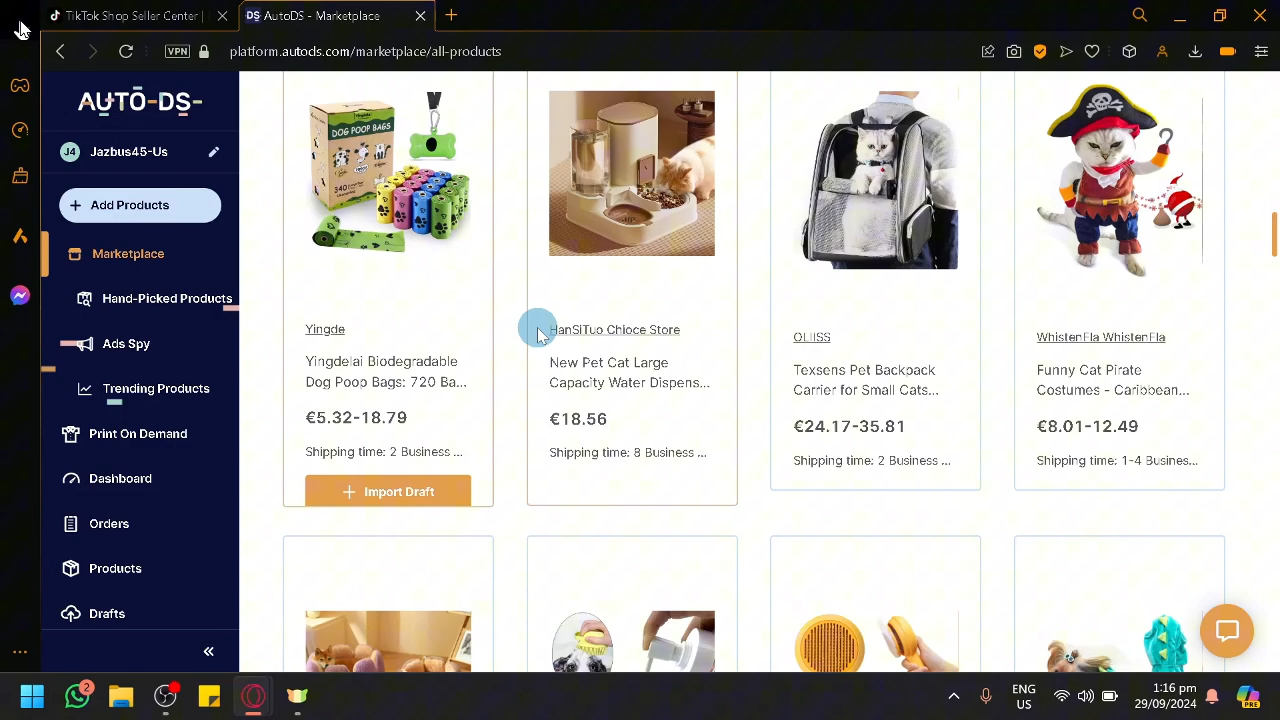 TikTok Shop Seller Center
DS AutoDS - Marketplace
VPN
platform.autods.com/marketplace/all-products
AUTO-DS-
J4 Jazbus45-Us
+ Add Products
Marketplace
Hand-Picked Products
Ads Spy
Trending Products
Print On Demand
Dashboard
Orders
Products
Drafts
«
DOG POOP BAGS
Yingde
Yingdelai Biodegradable
Dog Poop Bags: 720 Ba...
€5.32-18.79
Shipping time: 2 Business ...
+ Import Draft
HanSiTuo Chioce Store
New Pet Cat Large
Capacity Water Dispens...
€18.56
Shipping time: 8 Business ...
OLIISS
Texsens Pet Backpack
Carrier for Small Cats...
€24.17-35.81
Shipping time: 2 Business ...
WhistenFla WhistenFla
Funny Cat Pirate
Costumes - Caribbean...
€8.01-12.49
Shipping time: 1-4 Busines...
2
ENG
US
1:16 pm
29/09/2024
PRE